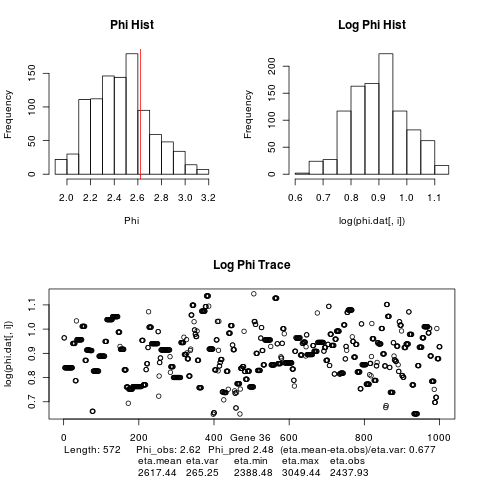 Phi Hist
Log Phi Hist
Frequency
0 50 100 150
2.0 2.2 2.4 2.6 2.8 3.0 3.2
Phi
Frequency
0 50 100 150 200
0.6 0.7 0.8 0.9 1.0 1.1
log(phi.dat[, i])
Log Phi Trace
log(phi.dat[, i])
0.7 0.8 0.9 1.0 1.1
0 200 400 600 800 1000
Gene 36
Length: 572 Phi_obs: 2.62 Phi_pred 2.48 (eta.mean-eta.obs)/eta.var: 0.677
eta.mean eta.var eta.min eta.max eta.obs
2617.44 265.25 2388.48 3049.44 2437.93